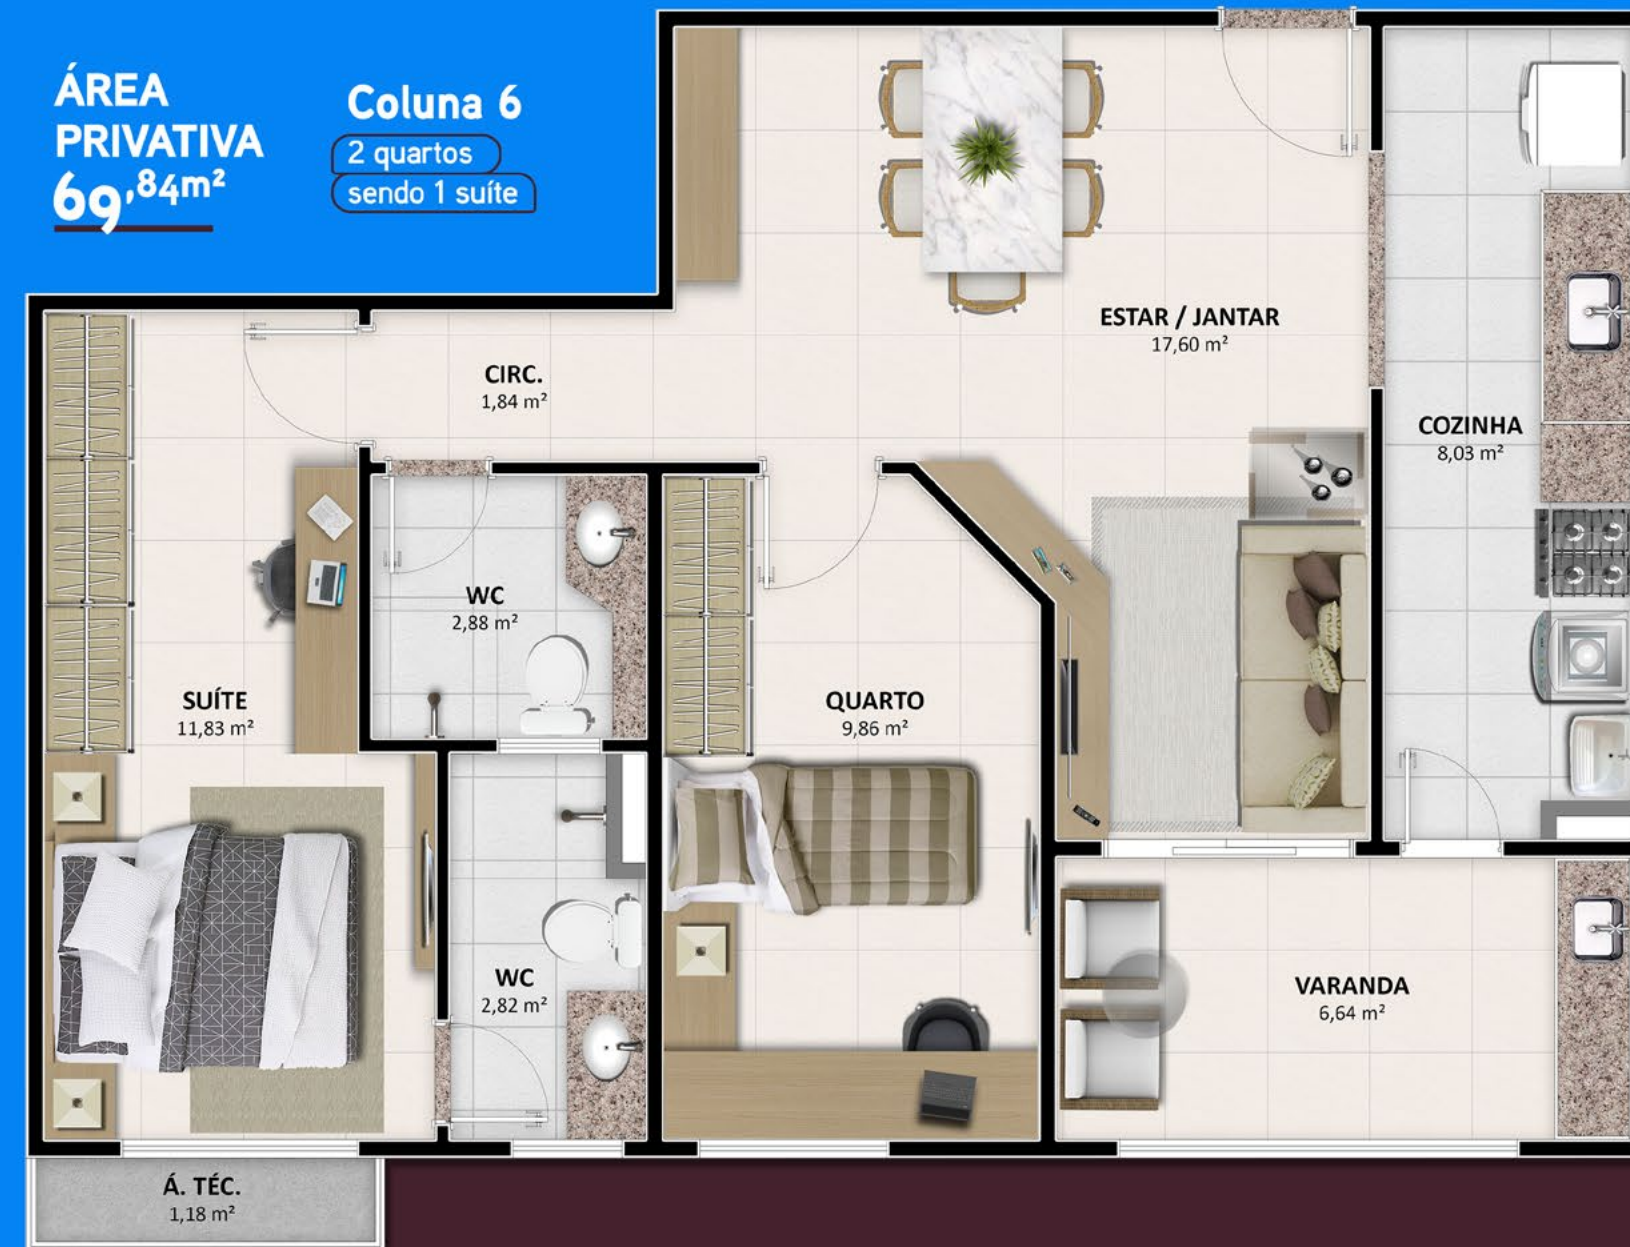 ÁREA
PRIVATIVA
69,84m²
Coluna 6
2 quartos
sendo 1 suíte
ESTAR / JANTAR
17,60 m²
CIRC.
1,84 m²
COZINHA
8,03 m²
WC
2,88 m²
SUÍTE
11,83 m²
QUARTO
9,86 m²
WC
2,82 m²
VARANDA
6,64 m²
Á. TÉC.
1,18 m²